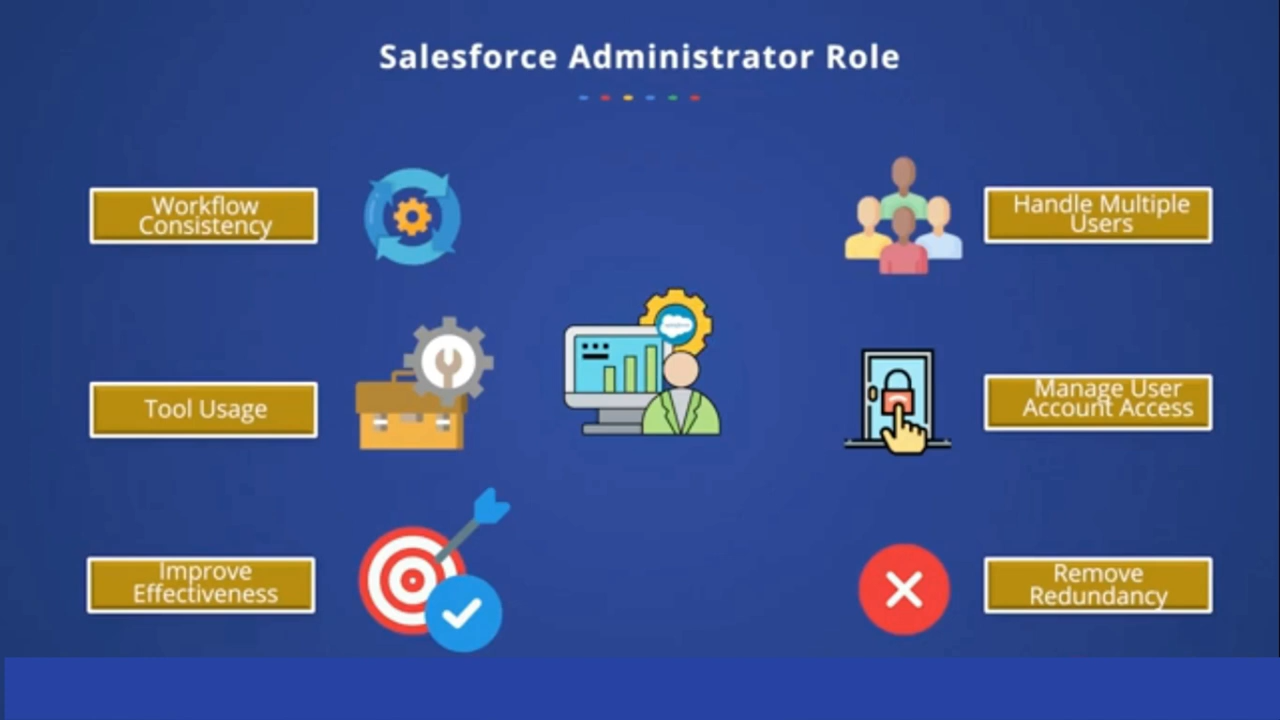 Salesforce Administrator Role
Workflow
Consistency
Handle Multiple
Users
Tool Usage
Manage User
Account Access
Improve
Effectiveness
Remove
Redundancy